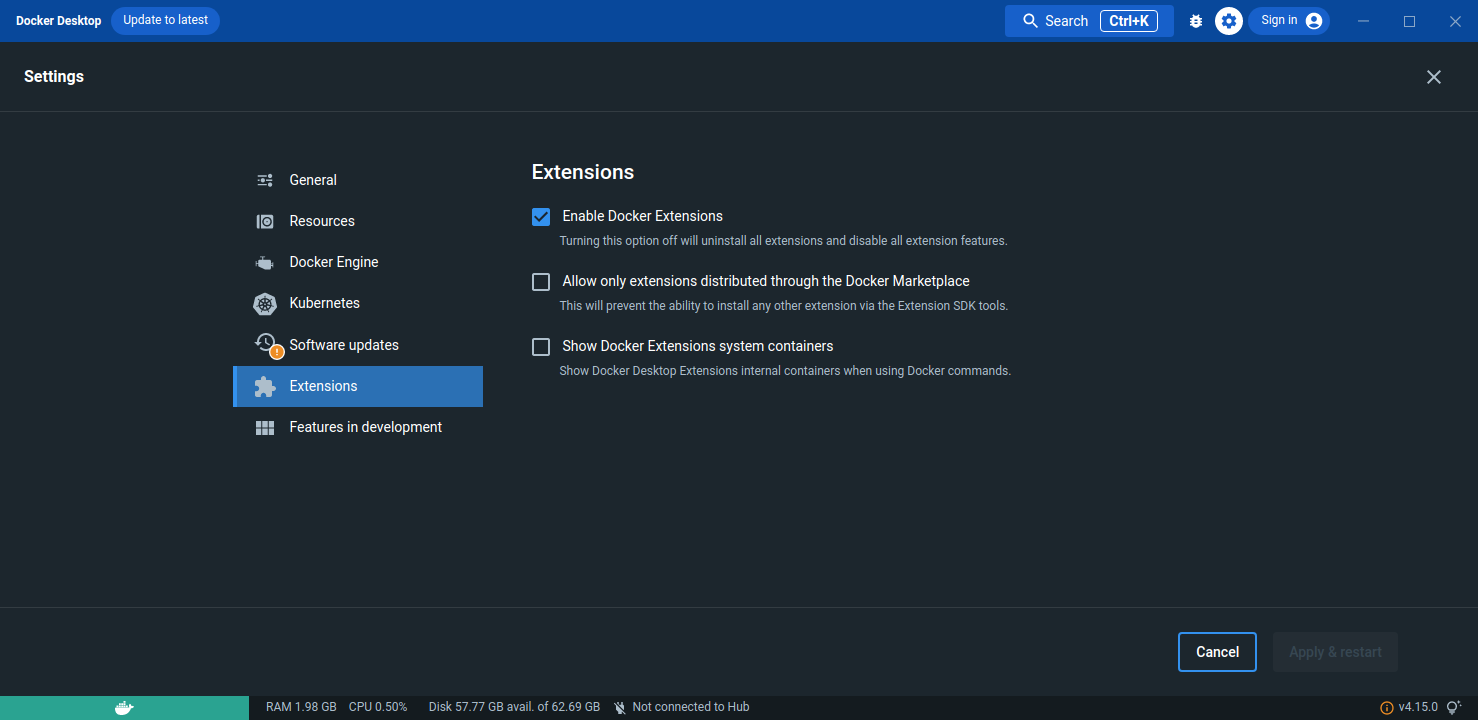 Docker Desktop Update to latest Search Ctrl+K Sign in
Settings
Extensions
General
Resources
Docker Engine
Kubernetes
Software updates
Extensions
Features in development
Enable Docker Extensions
Turning this option off will uninstall all extensions and disable all extension features.
Allow only extensions distributed through the Docker Marketplace
This will prevent the ability to install any other extension via the Extension SDK tools.
Show Docker Extensions system containers
Show Docker Desktop Extensions internal containers when using Docker commands.
Cancel Apply & restart
RAM 1.98 GB CPU 0.50% Disk 57.77 GB avail. of 62.69 GB Not connected to Hub v4.15.0